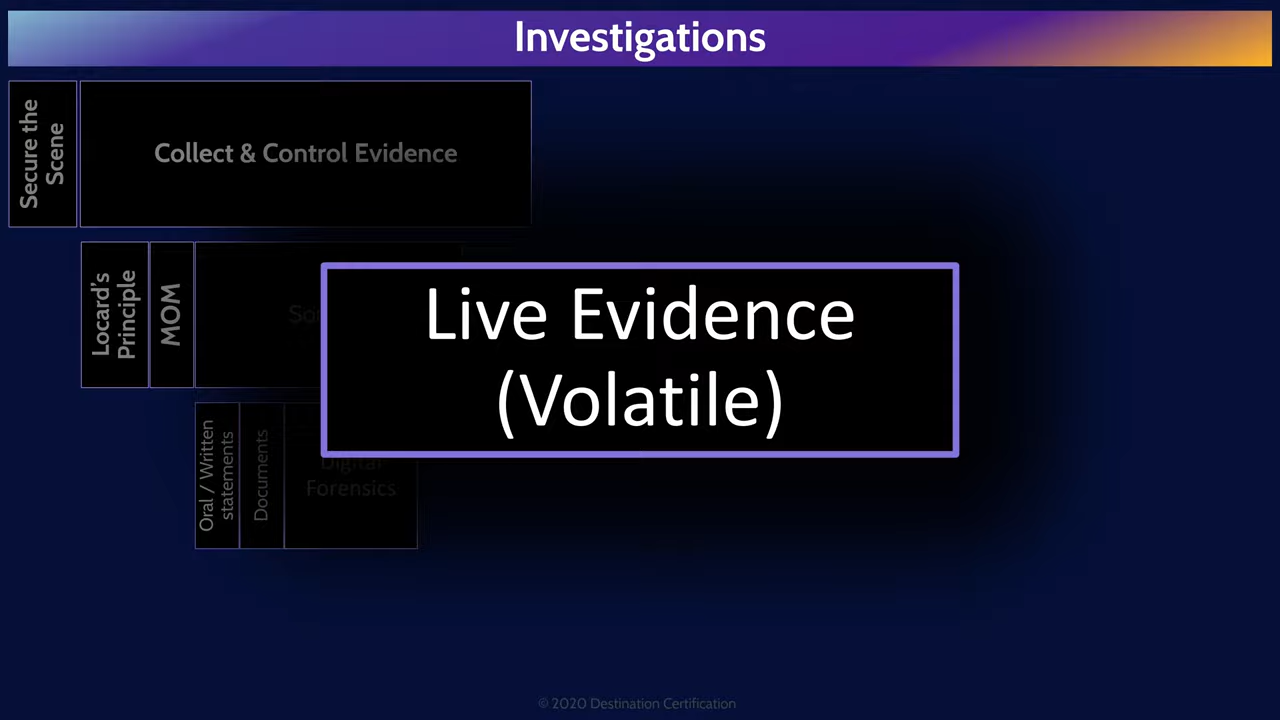 Investigations
Secure the
Scene
Collect & Control Evidence
Locard's
Principle
MOM
Live Evidence
(Volatile)
Oral / Written
statements
Documents
Digital
Forensics
© 2020 Destination Certification